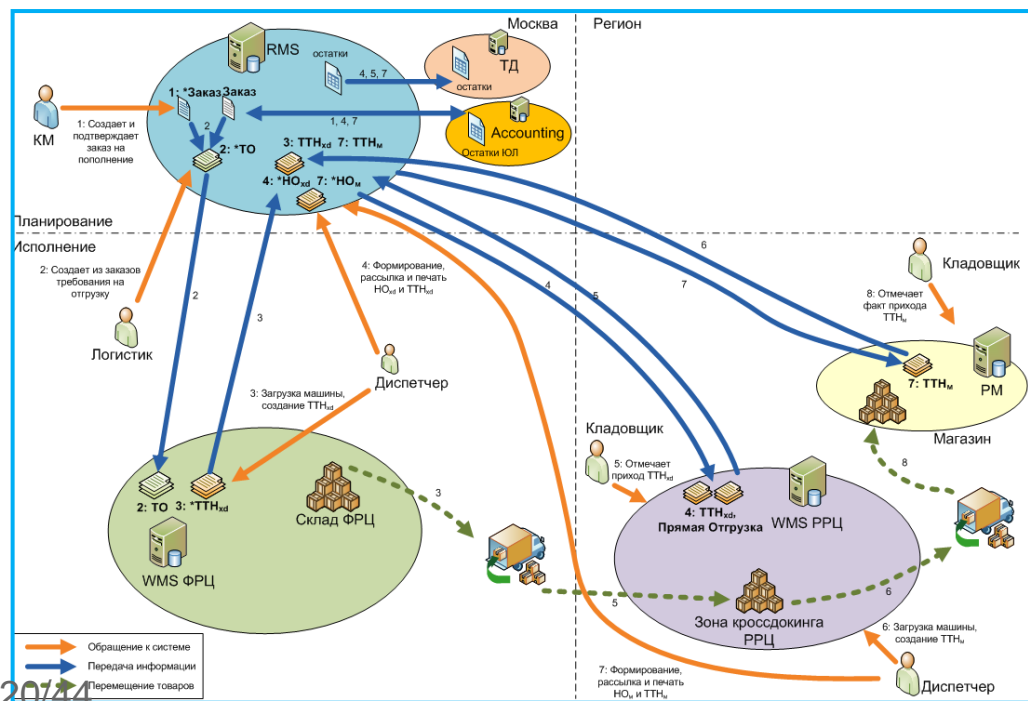 Москва
Регион
RMS
остатки
ТД
остатки
4, 5, 7
1: *Заказ
Заказ
КМ
1: Создает и
подтверждает
заказ на
пополнение
2
2: *ТО
1, 4, 7
Accounting
Остатки ЮЛ
3: ТТНxd 7: ТТНм
4: *НОxd 7: *НОм
Планирование
Исполнение
2: Создает из заказов
требования на
отгрузку
Логистик
2
3
4: Формирование,
рассылка и печать
НОxd и ТТНxd
Диспетчер
3: Загрузка машины,
создание ТТНxd
4
5
6
7
Кладовщик
8: Отмечает
факт прихода
ТТНм
7: ТТНм
РМ
Магазин
8
2: ТО
3: *ТТНxd
WMS ФРЦ
Склад ФРЦ
3
5
Кладовщик
5: Отмечает
приход ТТНxd
4: ТТНxd,
Прямая Отгрузка
WMS РРЦ
Зона кроссдокинга
РРЦ
6
6: Загрузка машины,
создание ТТНм
7: Формирование,
рассылка и печать
НОм и ТТНм
Диспетчер
Обращение к системе
Передача информации
Перемещение товаров
20/44